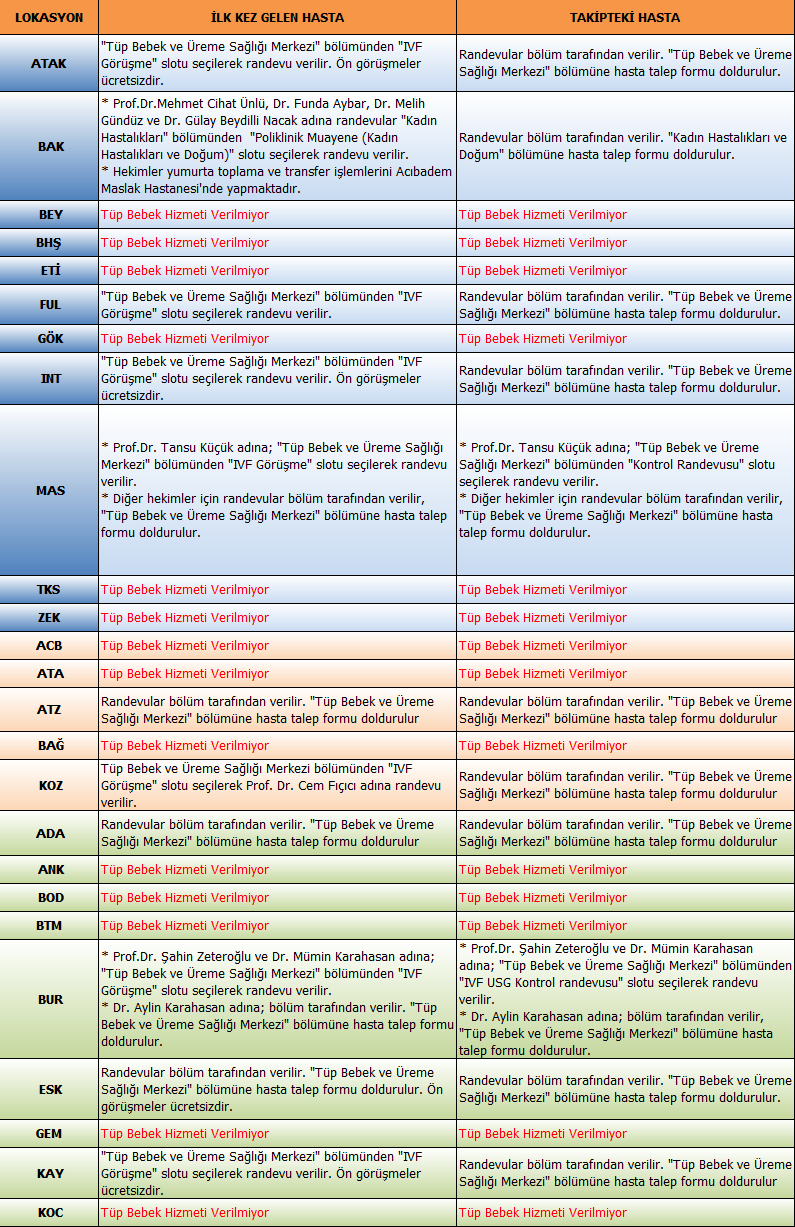 LOKASYON
İLK KEZ GELEN HASTA
TAKİPTEKİ HASTA
ATAK
"Tüp Bebek ve Üreme Sağlığı Merkezi" bölümünden "IVF
Görüşme" slotu seçilerek randevu verilir. Ön görüşmeler
ücretsizdir.
Randevular bölüm tarafından verilir. "Tüp Bebek ve Üreme
Sağlığı Merkezi" bölümüne hasta talep formu doldurulur.
BAK
* Prof.Dr.Mehmet Cihat Ünlü, Dr. Funda Aybar, Dr. Melih
Gündüz ve Dr. Gülay Beydilli Nacak adına randevular "Kadın
Hastalıkları" bölümünden  "Poliklinik Muayene (Kadın
Hastalıkları ve Doğum)" slotu seçilerek randevu verilir.
* Hekimler yumurta toplama ve transfer işlemlerini Acıbadem
Maslak Hastanesi'nde yapmaktadır.
Randevular bölüm tarafından verilir. "Kadın Hastalıkları ve
Doğum" bölümüne hasta talep formu doldurulur.
BEY
Tüp Bebek Hizmeti Verilmiyor
Tüp Bebek Hizmeti Verilmiyor
BHŞ
Tüp Bebek Hizmeti Verilmiyor
Tüp Bebek Hizmeti Verilmiyor
ETİ
Tüp Bebek Hizmeti Verilmiyor
Tüp Bebek Hizmeti Verilmiyor
FUL
"Tüp Bebek ve Üreme Sağlığı Merkezi" bölümünden "IVF
Görüşme" slotu seçilerek randevu verilir.
Randevular bölüm tarafından verilir. "Tüp Bebek ve Üreme
Sağlığı Merkezi" bölümüne hasta talep formu doldurulur.
GÖK
Tüp Bebek Hizmeti Verilmiyor
Tüp Bebek Hizmeti Verilmiyor
INT
"Tüp Bebek ve Üreme Sağlığı Merkezi" bölümünden "IVF
Görüşme" slotu seçilerek randevu verilir. Ön görüşmeler
ücretsizdir.
Randevular bölüm tarafından verilir. "Tüp Bebek ve Üreme
Sağlığı Merkezi" bölümüne hasta talep formu doldurulur.
MAS
* Prof.Dr. Tansu Küçük adına; "Tüp Bebek ve Üreme Sağlığı
Merkezi" bölümünden "IVF Görüşme" slotu seçilerek randevu
verilir.
* Diğer hekimler için randevular bölüm tarafından verilir,
"Tüp Bebek ve Üreme Sağlığı Merkezi" bölümüne hasta talep
formu doldurulur.
* Prof.Dr. Tansu Küçük adına; "Tüp Bebek ve Üreme
Sağlığı Merkezi" bölümünden "Kontrol Randevusu" slotu
seçilerek randevu verilir.
* Diğer hekimler için randevular bölüm tarafından verilir,
"Tüp Bebek ve Üreme Sağlığı Merkezi" bölümüne hasta
talep formu doldurulur.
TKS
Tüp Bebek Hizmeti Verilmiyor
Tüp Bebek Hizmeti Verilmiyor
ZEK
Tüp Bebek Hizmeti Verilmiyor
Tüp Bebek Hizmeti Verilmiyor
ACB
Tüp Bebek Hizmeti Verilmiyor
Tüp Bebek Hizmeti Verilmiyor
ATA
Tüp Bebek Hizmeti Verilmiyor
Tüp Bebek Hizmeti Verilmiyor
ATZ
Randevular bölüm tarafından verilir. "Tüp Bebek ve Üreme
Sağlığı Merkezi" bölümüne hasta talep formu doldurulur
Randevular bölüm tarafından verilir. "Tüp Bebek ve Üreme
Sağlığı Merkezi" bölümüne hasta talep formu doldurulur
BAĞ
Tüp Bebek Hizmeti Verilmiyor
Tüp Bebek Hizmeti Verilmiyor
KOZ
Tüp Bebek ve Üreme Sağlığı Merkezi bölümünden "IVF
Görüşme" slotu seçilerek Prof. Dr. Cem Fıçıcı adına randevu
verilir.
Randevular bölüm tarafından verilir. "Tüp Bebek ve Üreme
Sağlığı Merkezi" bölümüne hasta talep formu doldurulur
ADA
Randevular bölüm tarafından verilir. "Tüp Bebek ve Üreme
Sağlığı Merkezi" bölümüne hasta talep formu doldurulur
Randevular bölüm tarafından verilir. "Tüp Bebek ve Üreme
Sağlığı Merkezi" bölümüne hasta talep formu doldurulur
ANK
Tüp Bebek Hizmeti Verilmiyor
Tüp Bebek Hizmeti Verilmiyor
BOD
Tüp Bebek Hizmeti Verilmiyor
Tüp Bebek Hizmeti Verilmiyor
BTM
Tüp Bebek Hizmeti Verilmiyor
Tüp Bebek Hizmeti Verilmiyor
BUR
* Prof.Dr. Şahin Zeteroğlu ve Dr. Mümin Karahasan adına;
"Tüp Bebek ve Üreme Sağlığı Merkezi" bölümünden "IVF
Görüşme" slotu seçilerek randevu verilir.
* Dr. Aylin Karahasan adına; bölüm tarafından verilir. "Tüp
Bebek ve Üreme Sağlığı Merkezi" bölümüne hasta talep formu
doldurulur.
* Prof.Dr. Şahin Zeteroğlu ve Dr. Mümin Karahasan
adına; "Tüp Bebek ve Üreme Sağlığı Merkezi" bölümünden
"IVF USG Kontrol randevusu" slotu seçilerek randevu
verilir.
* Dr. Aylin Karahasan adına; bölüm tarafından verilir,
"Tüp Bebek ve Üreme Sağlığı Merkezi" bölümüne hasta
talep formu doldurulur.
ESK
Randevular bölüm tarafından verilir. "Tüp Bebek ve Üreme
Sağlığı Merkezi" bölümüne hasta talep formu doldurulur. Ön
görüşmeler ücretsizdir.
Randevular bölüm tarafından verilir. "Tüp Bebek ve Üreme
Sağlığı Merkezi" bölümüne hasta talep formu doldurulur.
GEM
Tüp Bebek Hizmeti Verilmiyor
Tüp Bebek Hizmeti Verilmiyor
KAY
"Tüp Bebek ve Üreme Sağlığı Merkezi" bölümünden "IVF
Görüşme" slotu seçilerek randevu verilir. Ön görüşmeler
ücretsizdir.
Randevular bölüm tarafından verilir. "Tüp Bebek ve Üreme
Sağlığı Merkezi" bölümüne hasta talep formu doldurulur
KOC
Tüp Bebek Hizmeti Verilmiyor
Tüp Bebek Hizmeti Verilmiyor